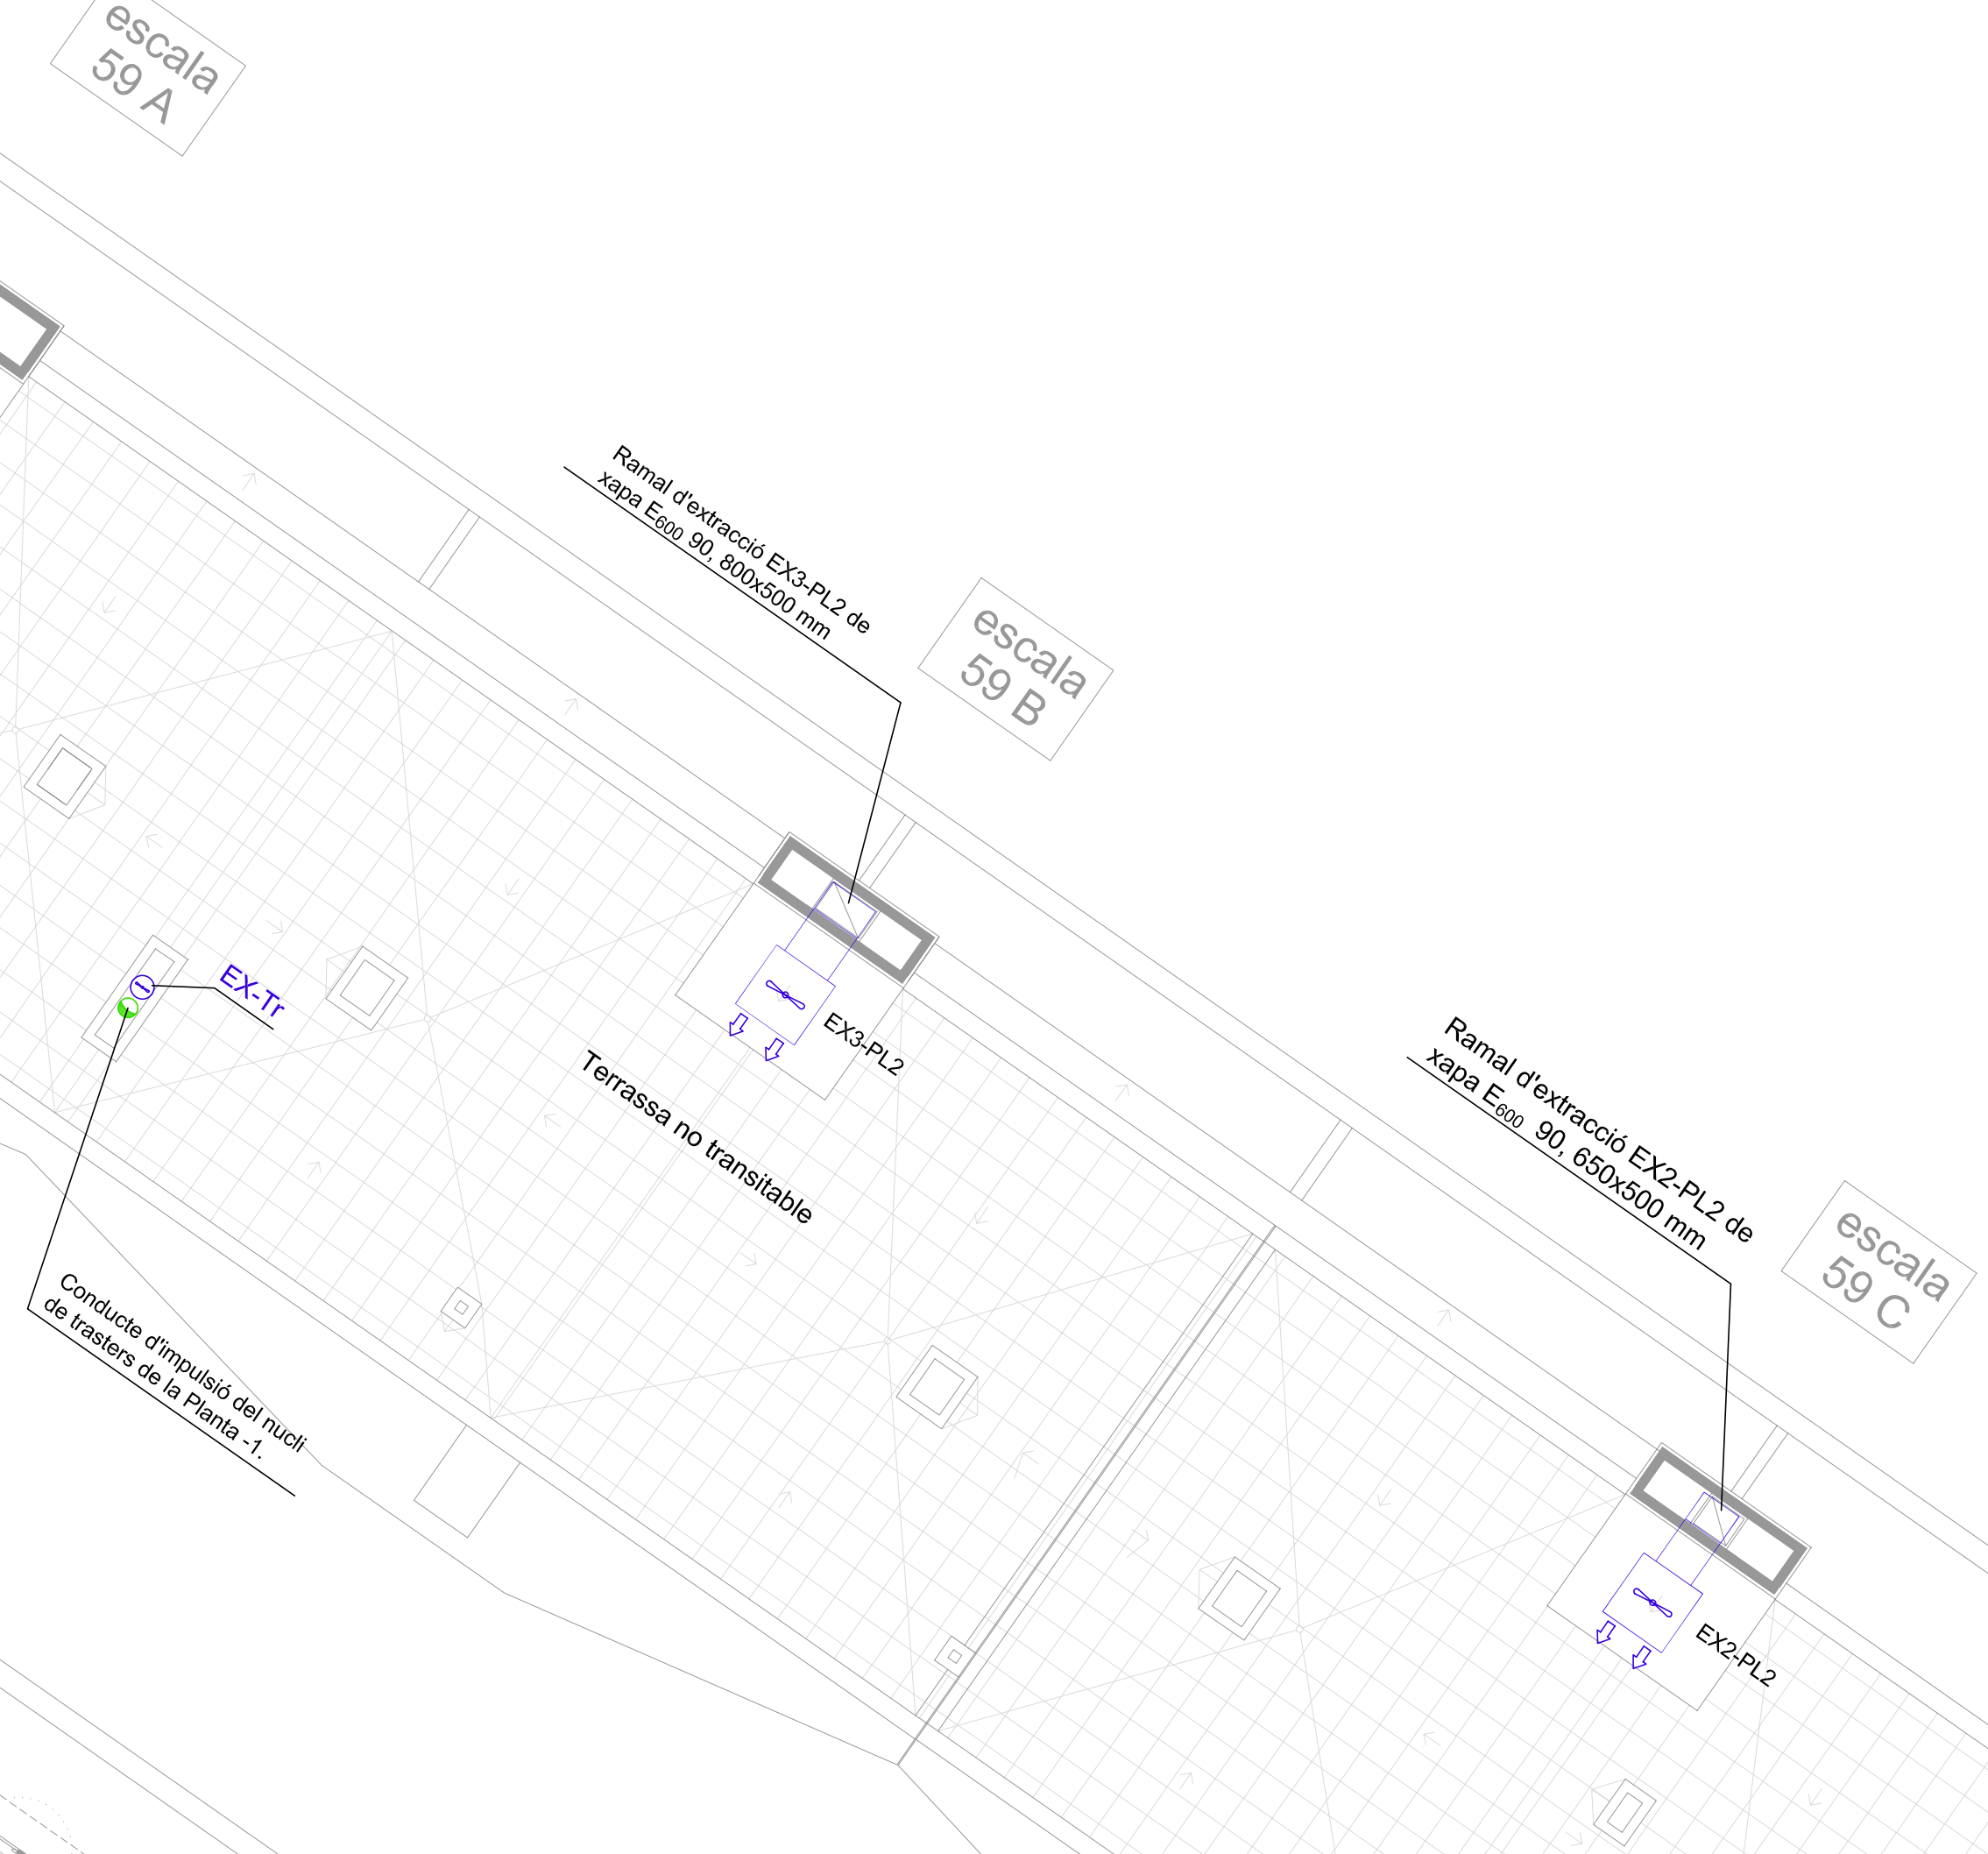 escala
59 A
Ramal d'extracció EX3-PL2 de
xapa E600 90, 800x500 mm
escala
59 B
EX-Tr
EX3-PL2
Terrassa no transitable
Ramal d'extracció EX2-PL2 de
xapa E600 90, 650x500 mm
escala
59 C
Conducte d'impulsió del nucli
de trasters de la Planta -1.
EX2-PL2